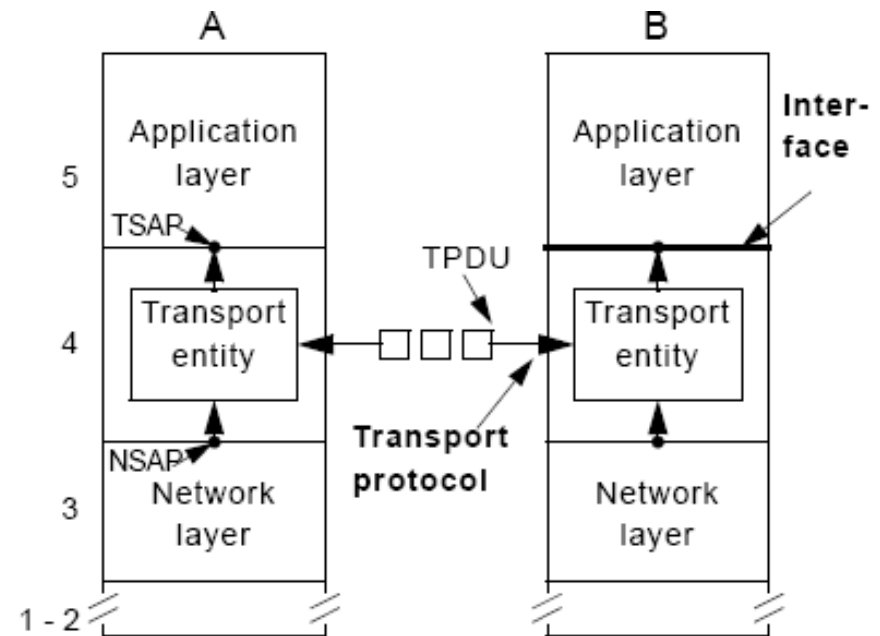 A
B
Application
layer
Application
layer
Inter-
face
5
TSAP
TPDU
Transport
entity
Transport
entity
4
Transport
protocol
NSAP
Network
layer
Network
layer
3
1 - 2